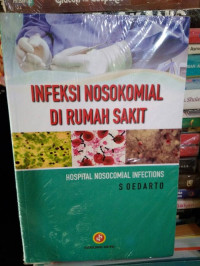 INFEKSI NOSOKOMIAL
DI RUMAH SAKIT
HOSPITAL NOSOCOMIAL INFECTIONS
SOEDARTO